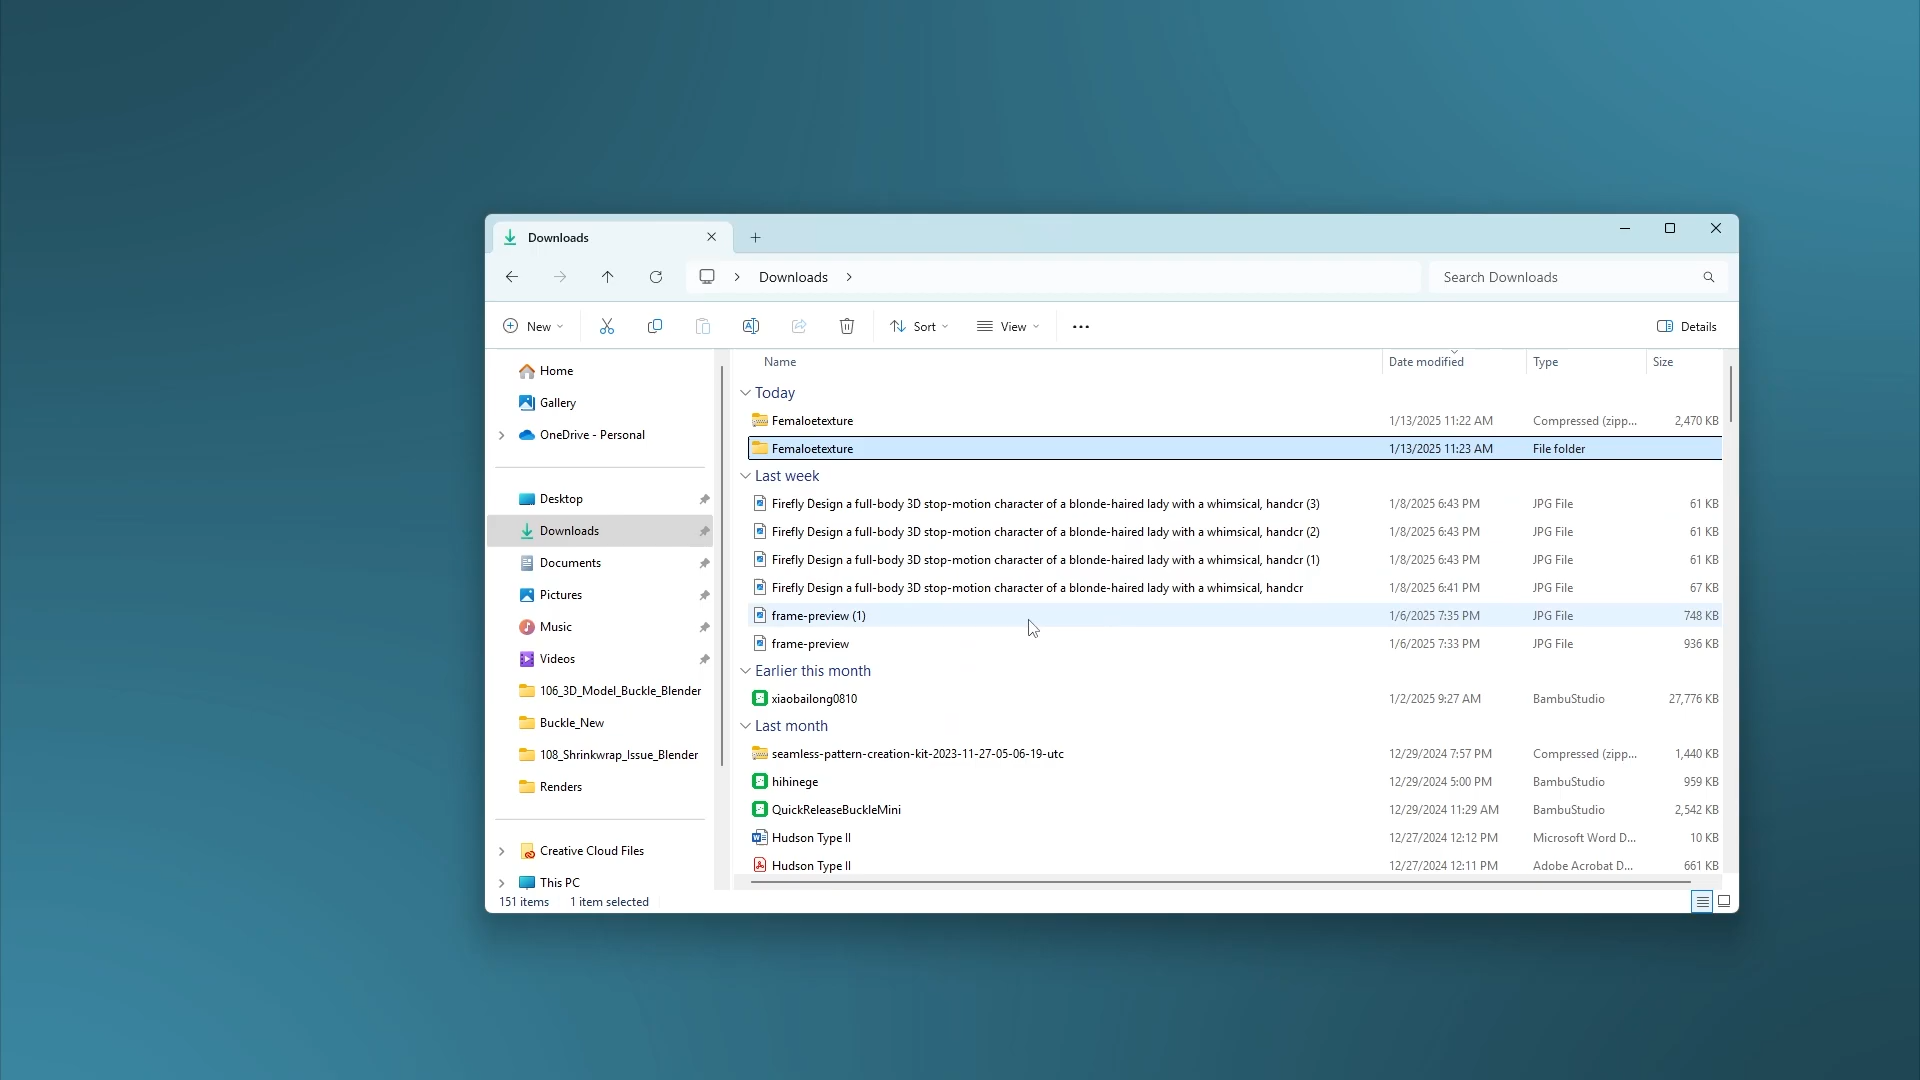 Downloads
Downloads
Search Downloads
New
Sort
View
Details
Home
Gallery
OneDrive - Personal
Desktop
Downloads
Documents
Pictures
Music
Videos
106_3D_Model_Buckle_Blender
Buckle_New
108_Shrinkwrap_Issue_Blender
Renders
Creative Cloud Files
This PC
Name Date modified Type Size
Today
Femaloetexture 1/13/2025 11:22 AM Compressed (zipp... 2,470 KB
Femaloetexture 1/13/2025 11:23 AM File folder
Last week
Firefly Design a full-body 3D stop-motion character of a blonde-haired lady with a whimsical, handcr (3) 1/8/2025 6:43 PM JPG File 61 KB
Firefly Design a full-body 3D stop-motion character of a blonde-haired lady with a whimsical, handcr (2) 1/8/2025 6:43 PM JPG File 61 KB
Firefly Design a full-body 3D stop-motion character of a blonde-haired lady with a whimsical, handcr (1) 1/8/2025 6:43 PM JPG File 61 KB
Firefly Design a full-body 3D stop-motion character of a blonde-haired lady with a whimsical, handcr 1/8/2025 6:41 PM JPG File 67 KB
frame-preview (1) 1/6/2025 7:35 PM JPG File 748 KB
frame-preview 1/6/2025 7:33 PM JPG File 936 KB
Earlier this month
xiaobailong0810 1/2/2025 9:27 AM BambuStudio 27,776 KB
Last month
seamless-pattern-creation-kit-2023-11-27-05-06-19-utc 12/29/2024 7:57 PM Compressed (zipp... 1,440 KB
hihinege 12/29/2024 5:00 PM BambuStudio 959 KB
QuickReleaseBuckleMini 12/29/2024 11:29 AM BambuStudio 2,542 KB
Hudson Type II 12/27/2024 12:12 PM Microsoft Word D... 10 KB
Hudson Type II 12/27/2024 12:11 PM Adobe Acrobat D... 661 KB
151 items 1 item selected